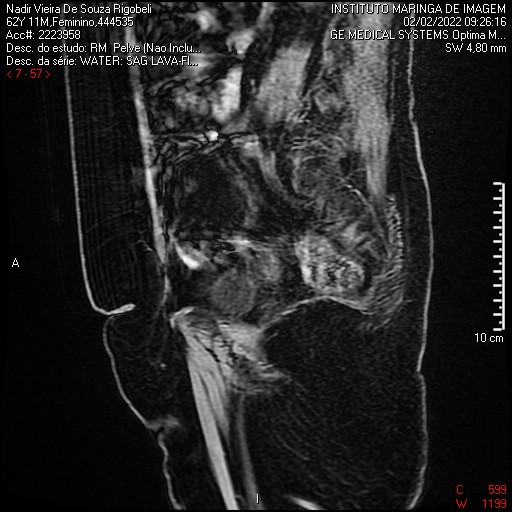 Nadir Vieira De Souza Rigobeli
62Y 11M,Feminino,444535
Acc#: 2223958
Desc. do estudo: RM Pelve (Nao Inclu...
Desc. da série: WATER: SAG LAVA-Fl...
< 7 - 57 >
INSTITUTO MARINGA DE IMAGEM
02/02/2022 09:26:16
GE MEDICAL SYSTEMS Optima M...
SW 4,80 mm
A
10 cm
I
C 599
W 1199